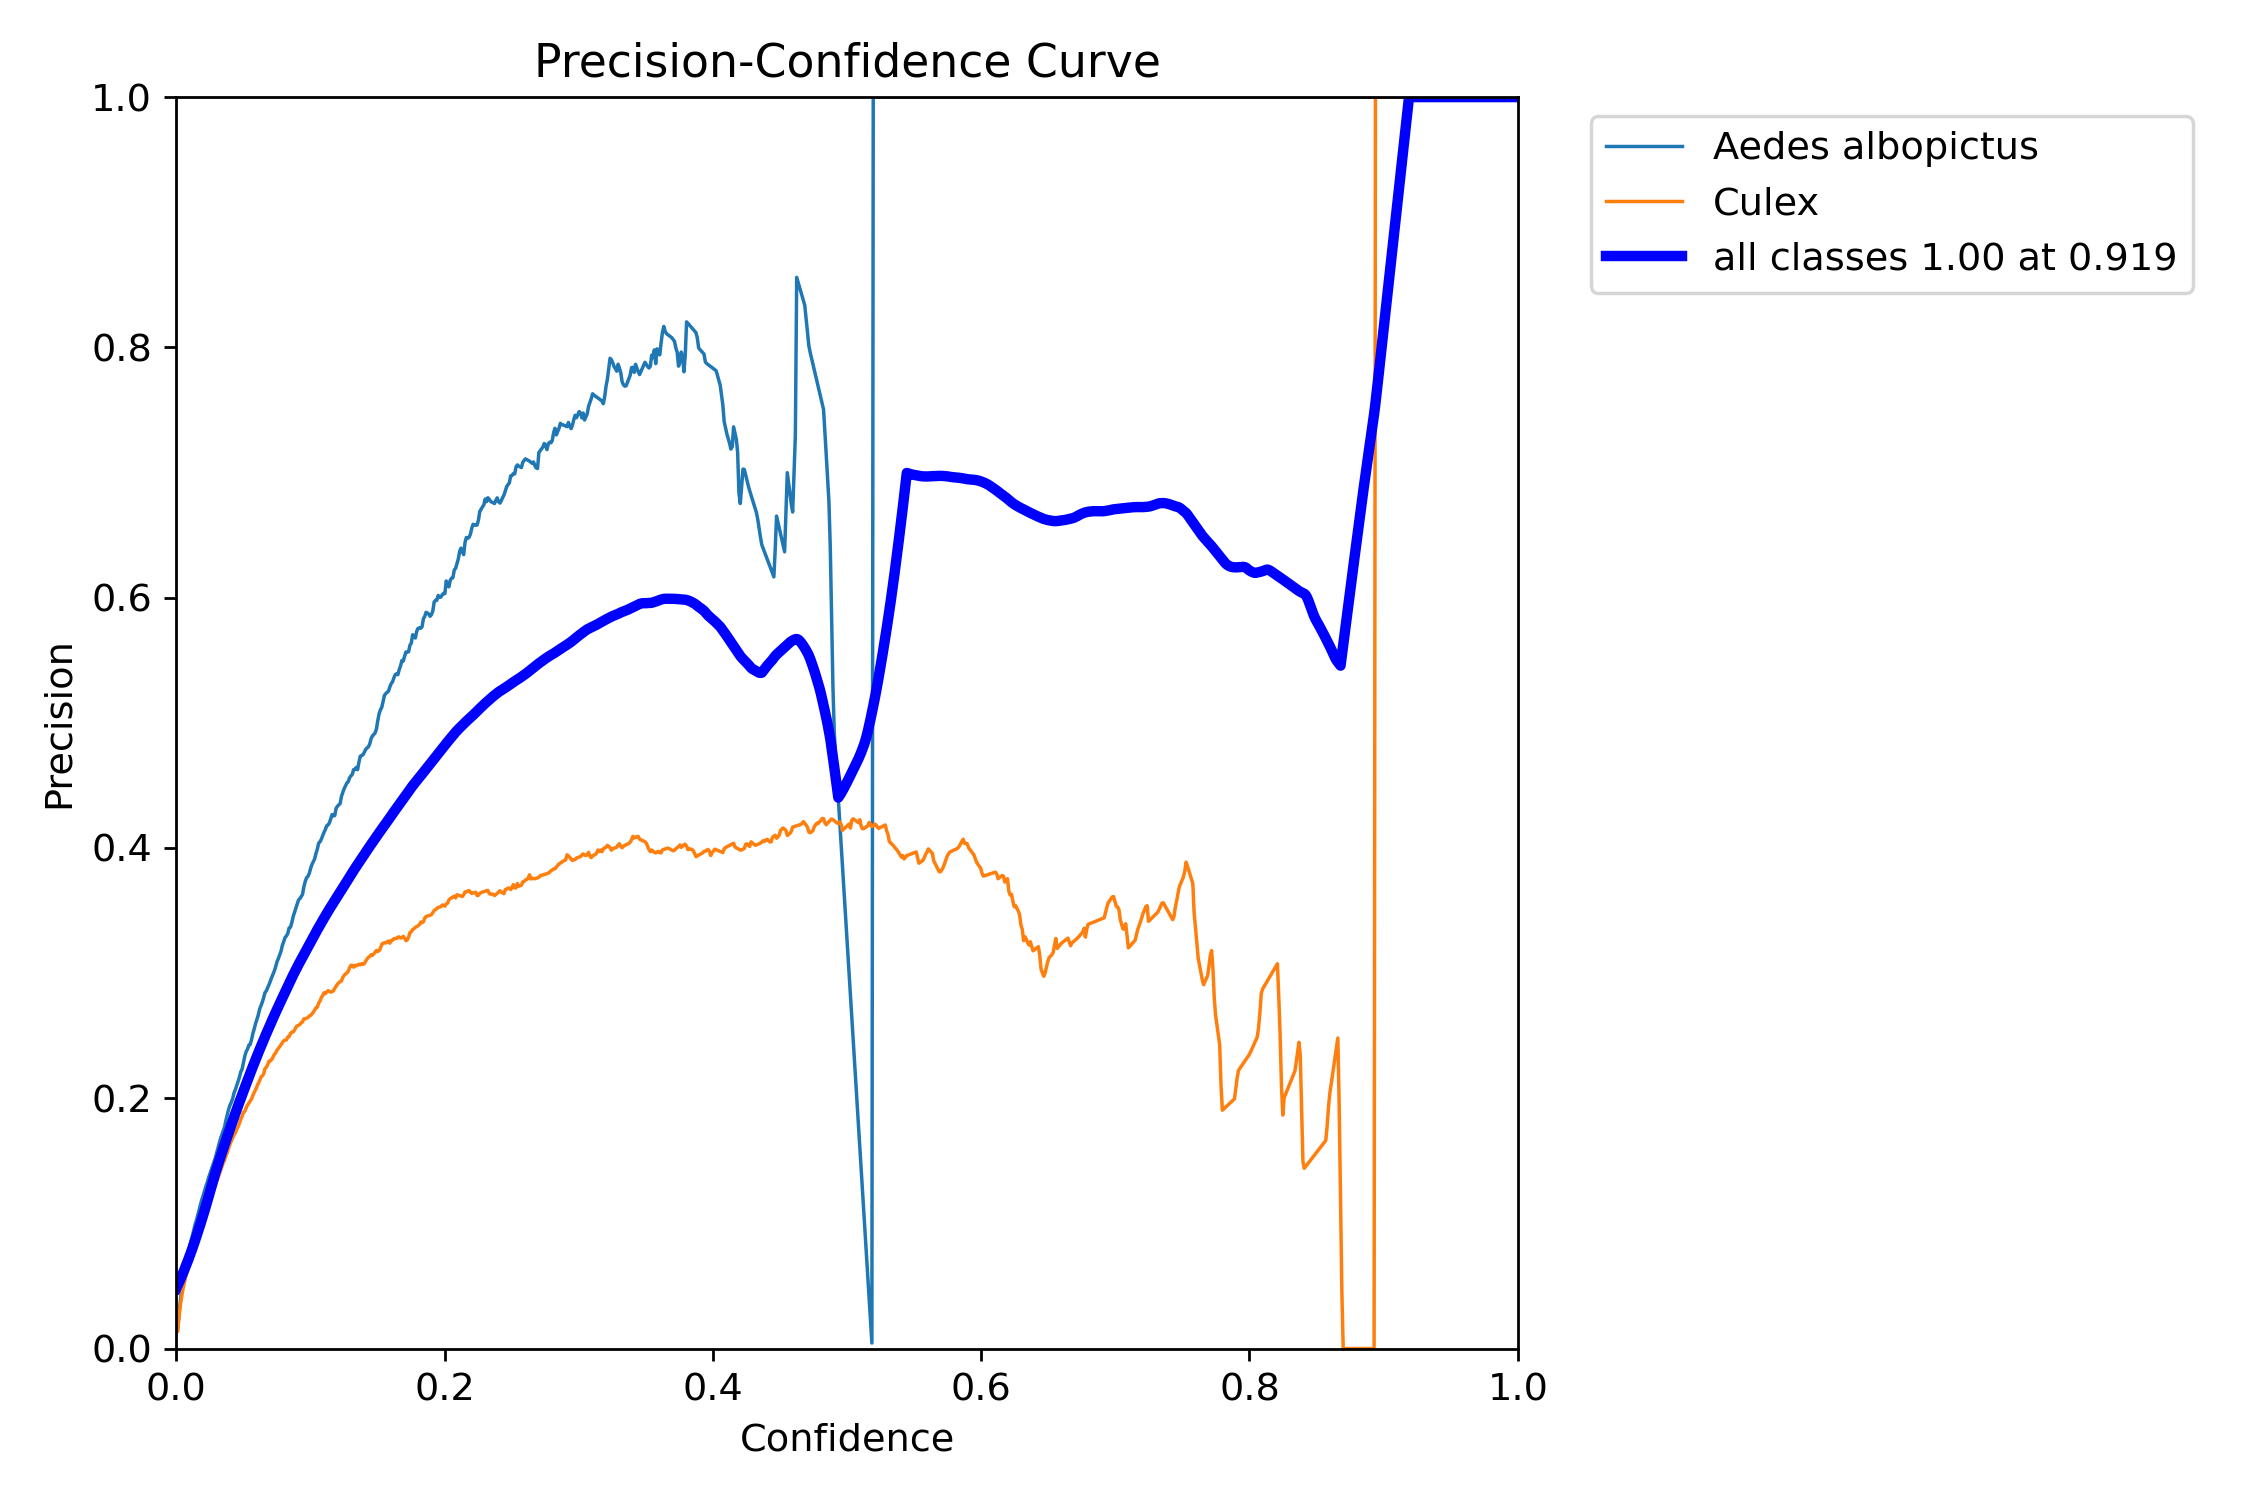 Precision-Confidence Curve
1.0
0.8
0.6
0.4
0.2
0.0
Precision
0.0 0.2 0.4 0.6 0.8 1.0
Confidence
Aedes albopictus
Culex
all classes 1.00 at 0.919